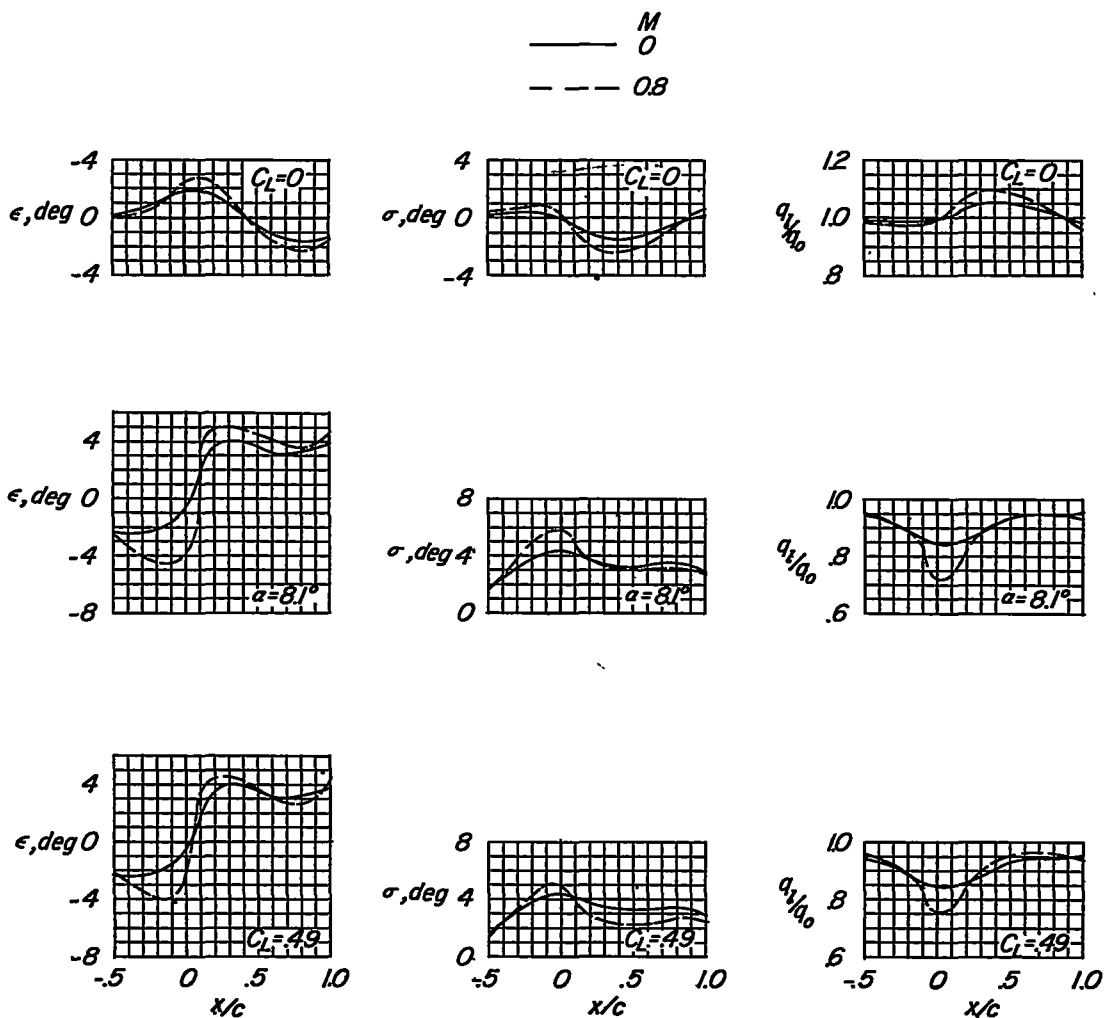 M
0
0.8
-4
ϵ, deg 0
-4
C_L=0
4
σ, deg 0
-4
C_L=0
1.2
q_l/q_0 1.0
.8
C_L=0
4
ϵ, deg 0
-4
-8
α=8.1°
8
σ, deg 4
0
α=8.1°
1.0
q_l/q_0 .8
.6
α=8.1°
4
ϵ, deg 0
-4
-8
C_L=.49
-.5 0 .5 1.0
x/c
8
σ, deg 4
0
C_L=.49
-.5 0 .5 1.0
x/c
1.0
q_l/q_0 .8
.6
C_L=.49
-.5 0 .5 1.0
x/c